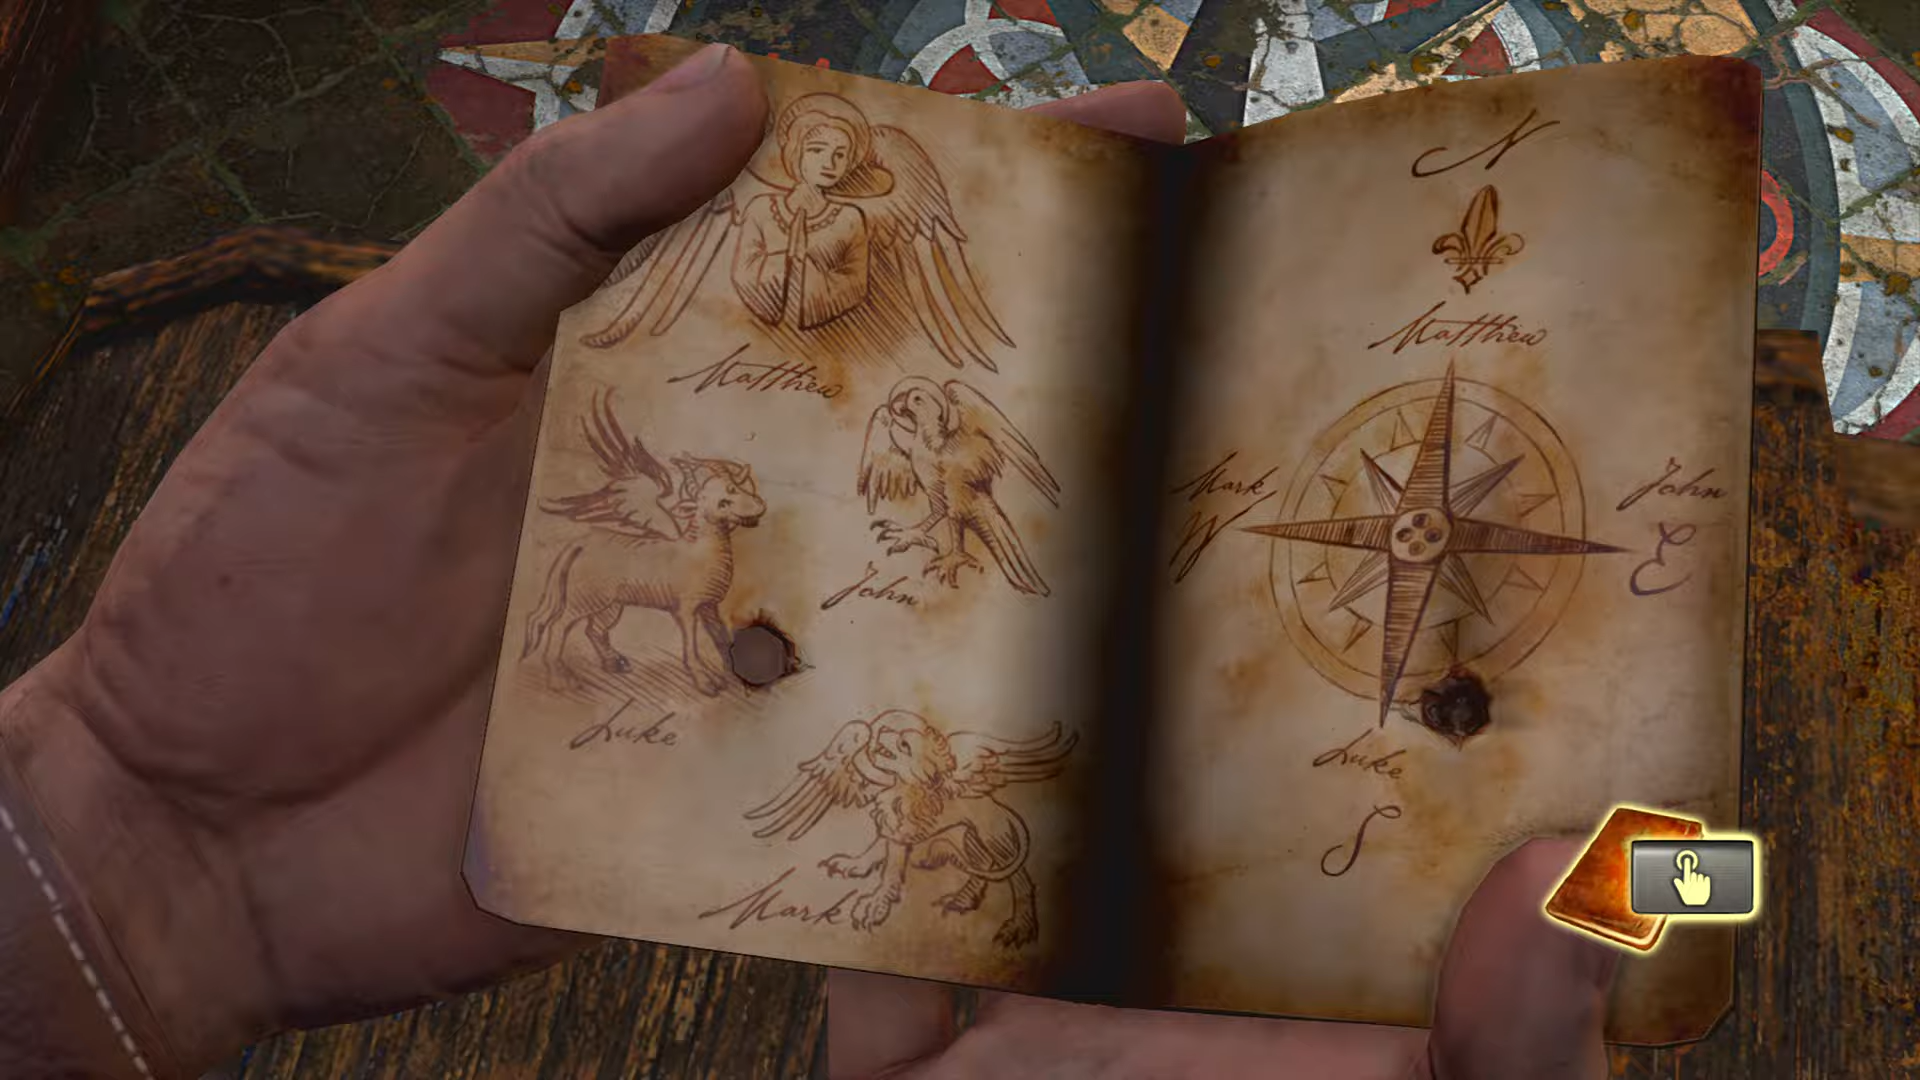 Matthew
John
Luke
Mark
N
Matthew
Mark
W
John
E
Luke
S